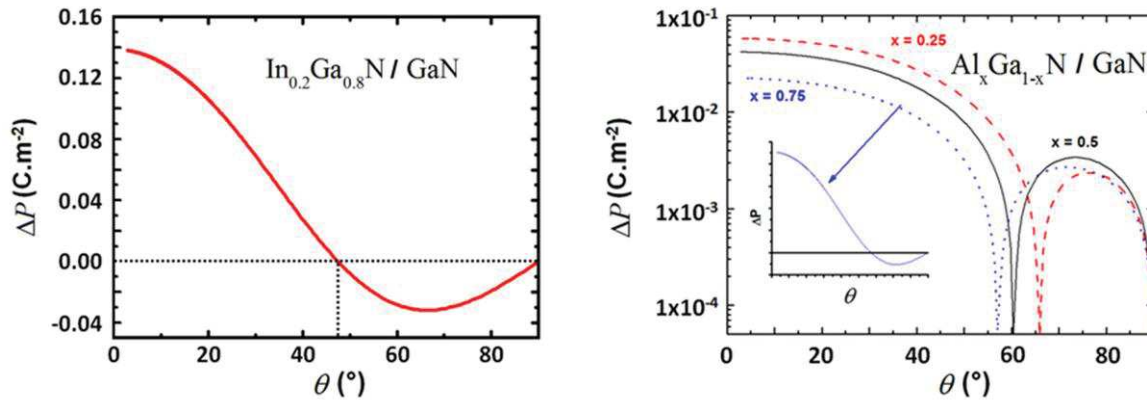 0.16
0.12
0.08
0.04
0.00
-0.04
ΔP (C.m⁻²)
In₀.₂Ga₀.₈N / GaN
0 20 40 60 80
θ (°)
1x10⁻¹
1x10⁻²
1x10⁻³
1x10⁻⁴
ΔP (C.m⁻²)
x = 0.25
AlₓGa₁₋ₓN / GaN
x = 0.75
x = 0.5
ΔP
θ
0 20 40 60 80
θ (°)